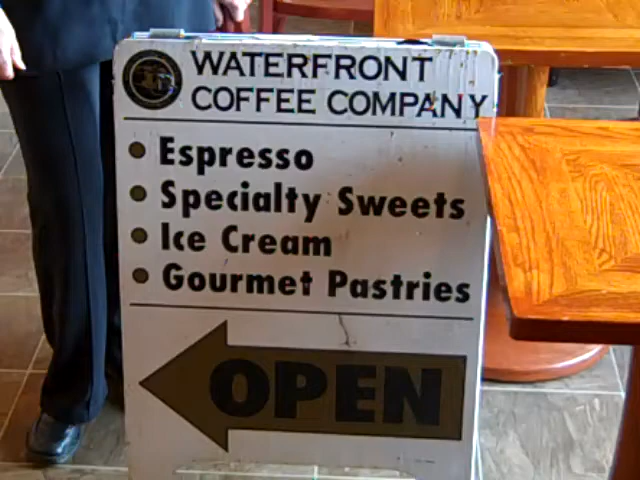 WATERFRONT
COFFEE COMPANY
Espresso
Specialty Sweets
Ice Cream
Gourmet Pastries
OPEN